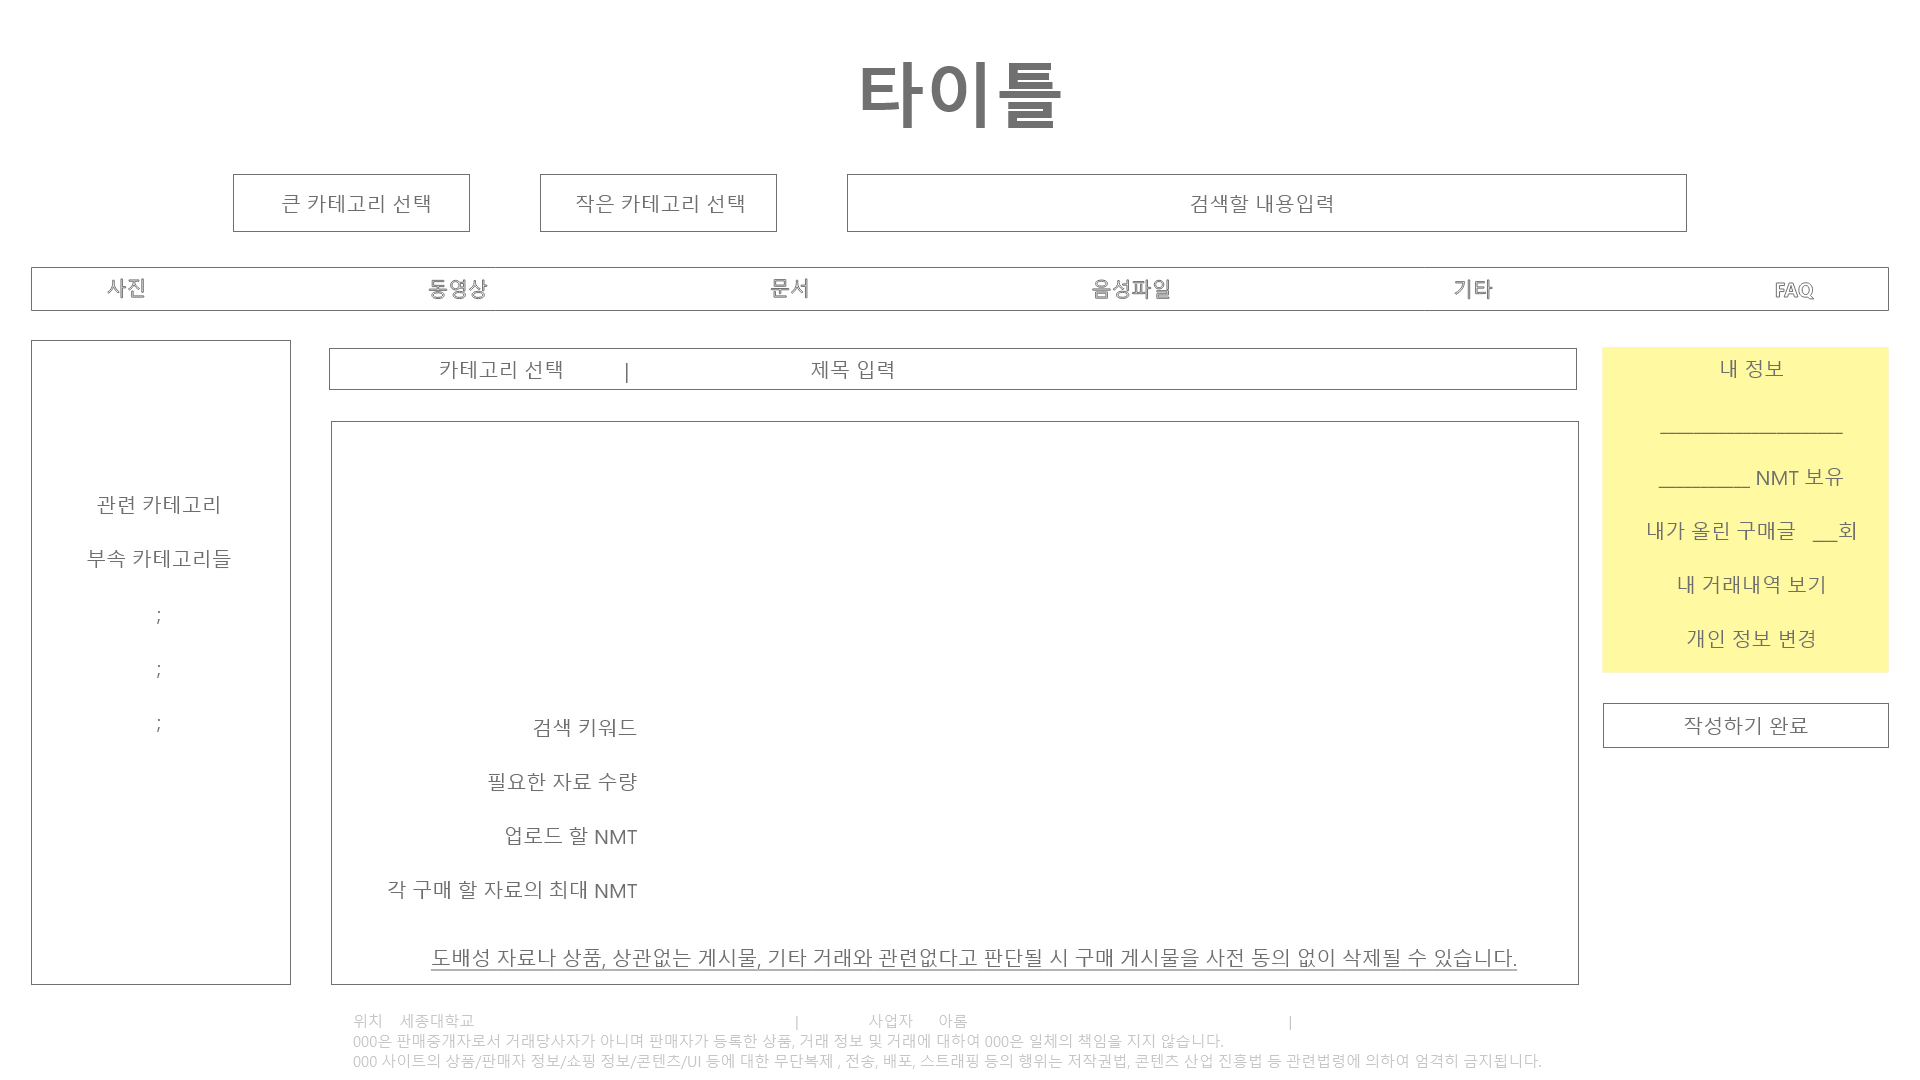 타이틀
큰 카테고리 선택
작은 카테고리 선택
검색할 내용입력
사진 동영상 문서 음성파일 기타 FAQ
관련 카테고리
부속 카테고리들
;
;
;
카테고리 선택 | 제목 입력
검색 키워드
필요한 자료 수량
업로드 할 NMT
각 구매 할 자료의 최대 NMT
도배성 자료나 상품, 상관없는 게시물, 기타 거래와 관련없다고 판단될 시 구매 게시물을 사전 동의 없이 삭제될 수 있습니다.
내 정보
____________________
__________ NMT 보유
내가 올린 구매글 ___회
내 거래내역 보기
개인 정보 변경
작성하기 완료
위치 세종대학교 | 사업자 아롬 |
000은 판매중개자로서 거래당사자가 아니며 판매자가 등록한 상품, 거래 정보 및 거래에 대하여 000은 일체의 책임을 지지 않습니다.
000 사이트의 상품/판매자 정보/쇼핑 정보/콘텐츠/UI 등에 대한 무단복제 , 전송, 배포, 스트래핑 등의 행위는 저작권법, 콘텐츠 산업 진흥법 등 관련법령에 의하여 엄격히 금지됩니다.